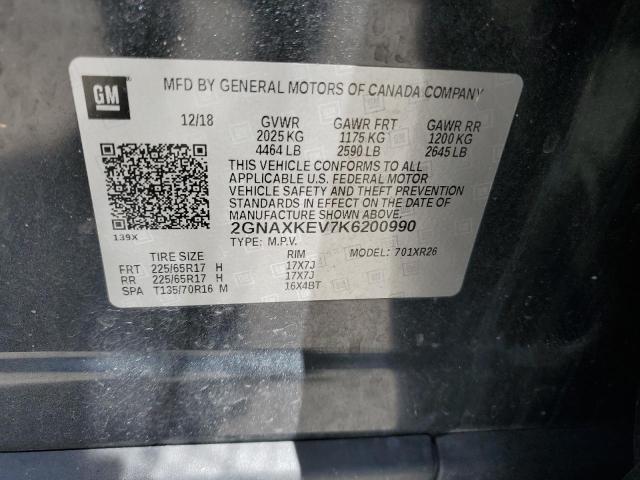 GM
MFD BY GENERAL MOTORS OF CANADA COMPANY
12/18 GVWR GAWR FRT GAWR RR
2025 KG 1175 KG 1200 KG
4464 LB 2590 LB 2645 LB
THIS VEHICLE CONFORMS TO ALL
APPLICABLE U.S. FEDERAL MOTOR
VEHICLE SAFETY AND THEFT PREVENTION
STANDARDS IN EFFECT ON THE DATE OF
MANUFACTURE SHOWN ABOVE.
139X 2GNAXKEV7K6200990
TYPE: M.P.V. MODEL: 701XR26
TIRE SIZE RIM
FRT 225/65R17 H 17X7J
RR 225/65R17 H 17X7J
SPA T135/70R16 M 16X4BT